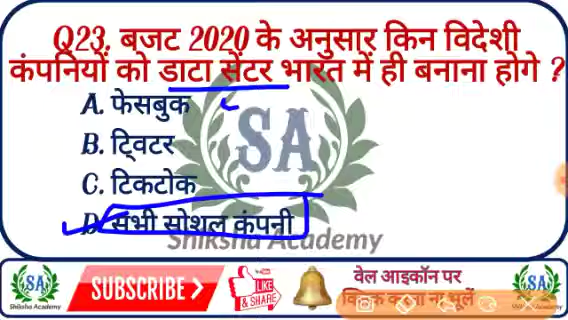 Q23. बजट 2020 के अनुसार किन विदेशी
कंपनियों को डाटा सेंटर भारत में ही बनाना होगे ?
A. फेसबुक
B. ट्विटर
C. टिकटोक
D. सभी सोशल कंपनी
SA
Shiksha Academy
SA
Shiksha Academy
SUBSCRIBE
LIKE
& SHARE
वेल आइकॉन पर
क्लिक करना ना भूलें
SA
Shiksha Academy